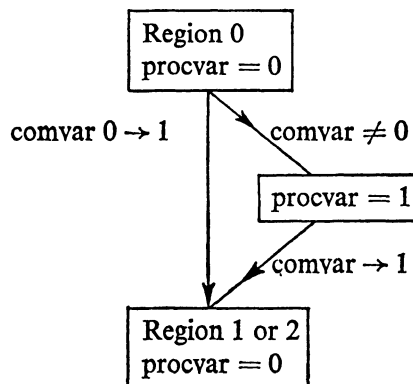 Region 0
procvar = 0
comvar 0 → 1
comvar ≠ 0
procvar = 1
comvar → 1
Region 1 or 2
procvar = 0